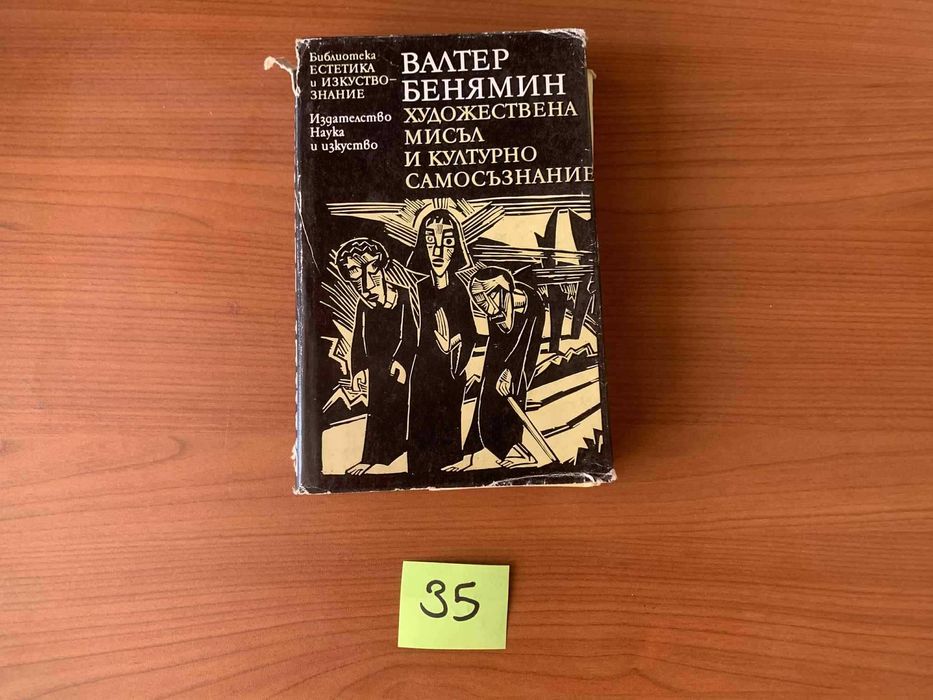 Библиотека
ЕСТЕТИКА
и ИЗКУСТВО-
ЗНАНИЕ
Издателство
Наука
и изкуство
ВАЛТЕР
БЕНЯМИН
ХУДОЖЕСТВЕНА
МИСЪЛ
И КУЛТУРНО
САМОСЪЗНАНИЕ
35